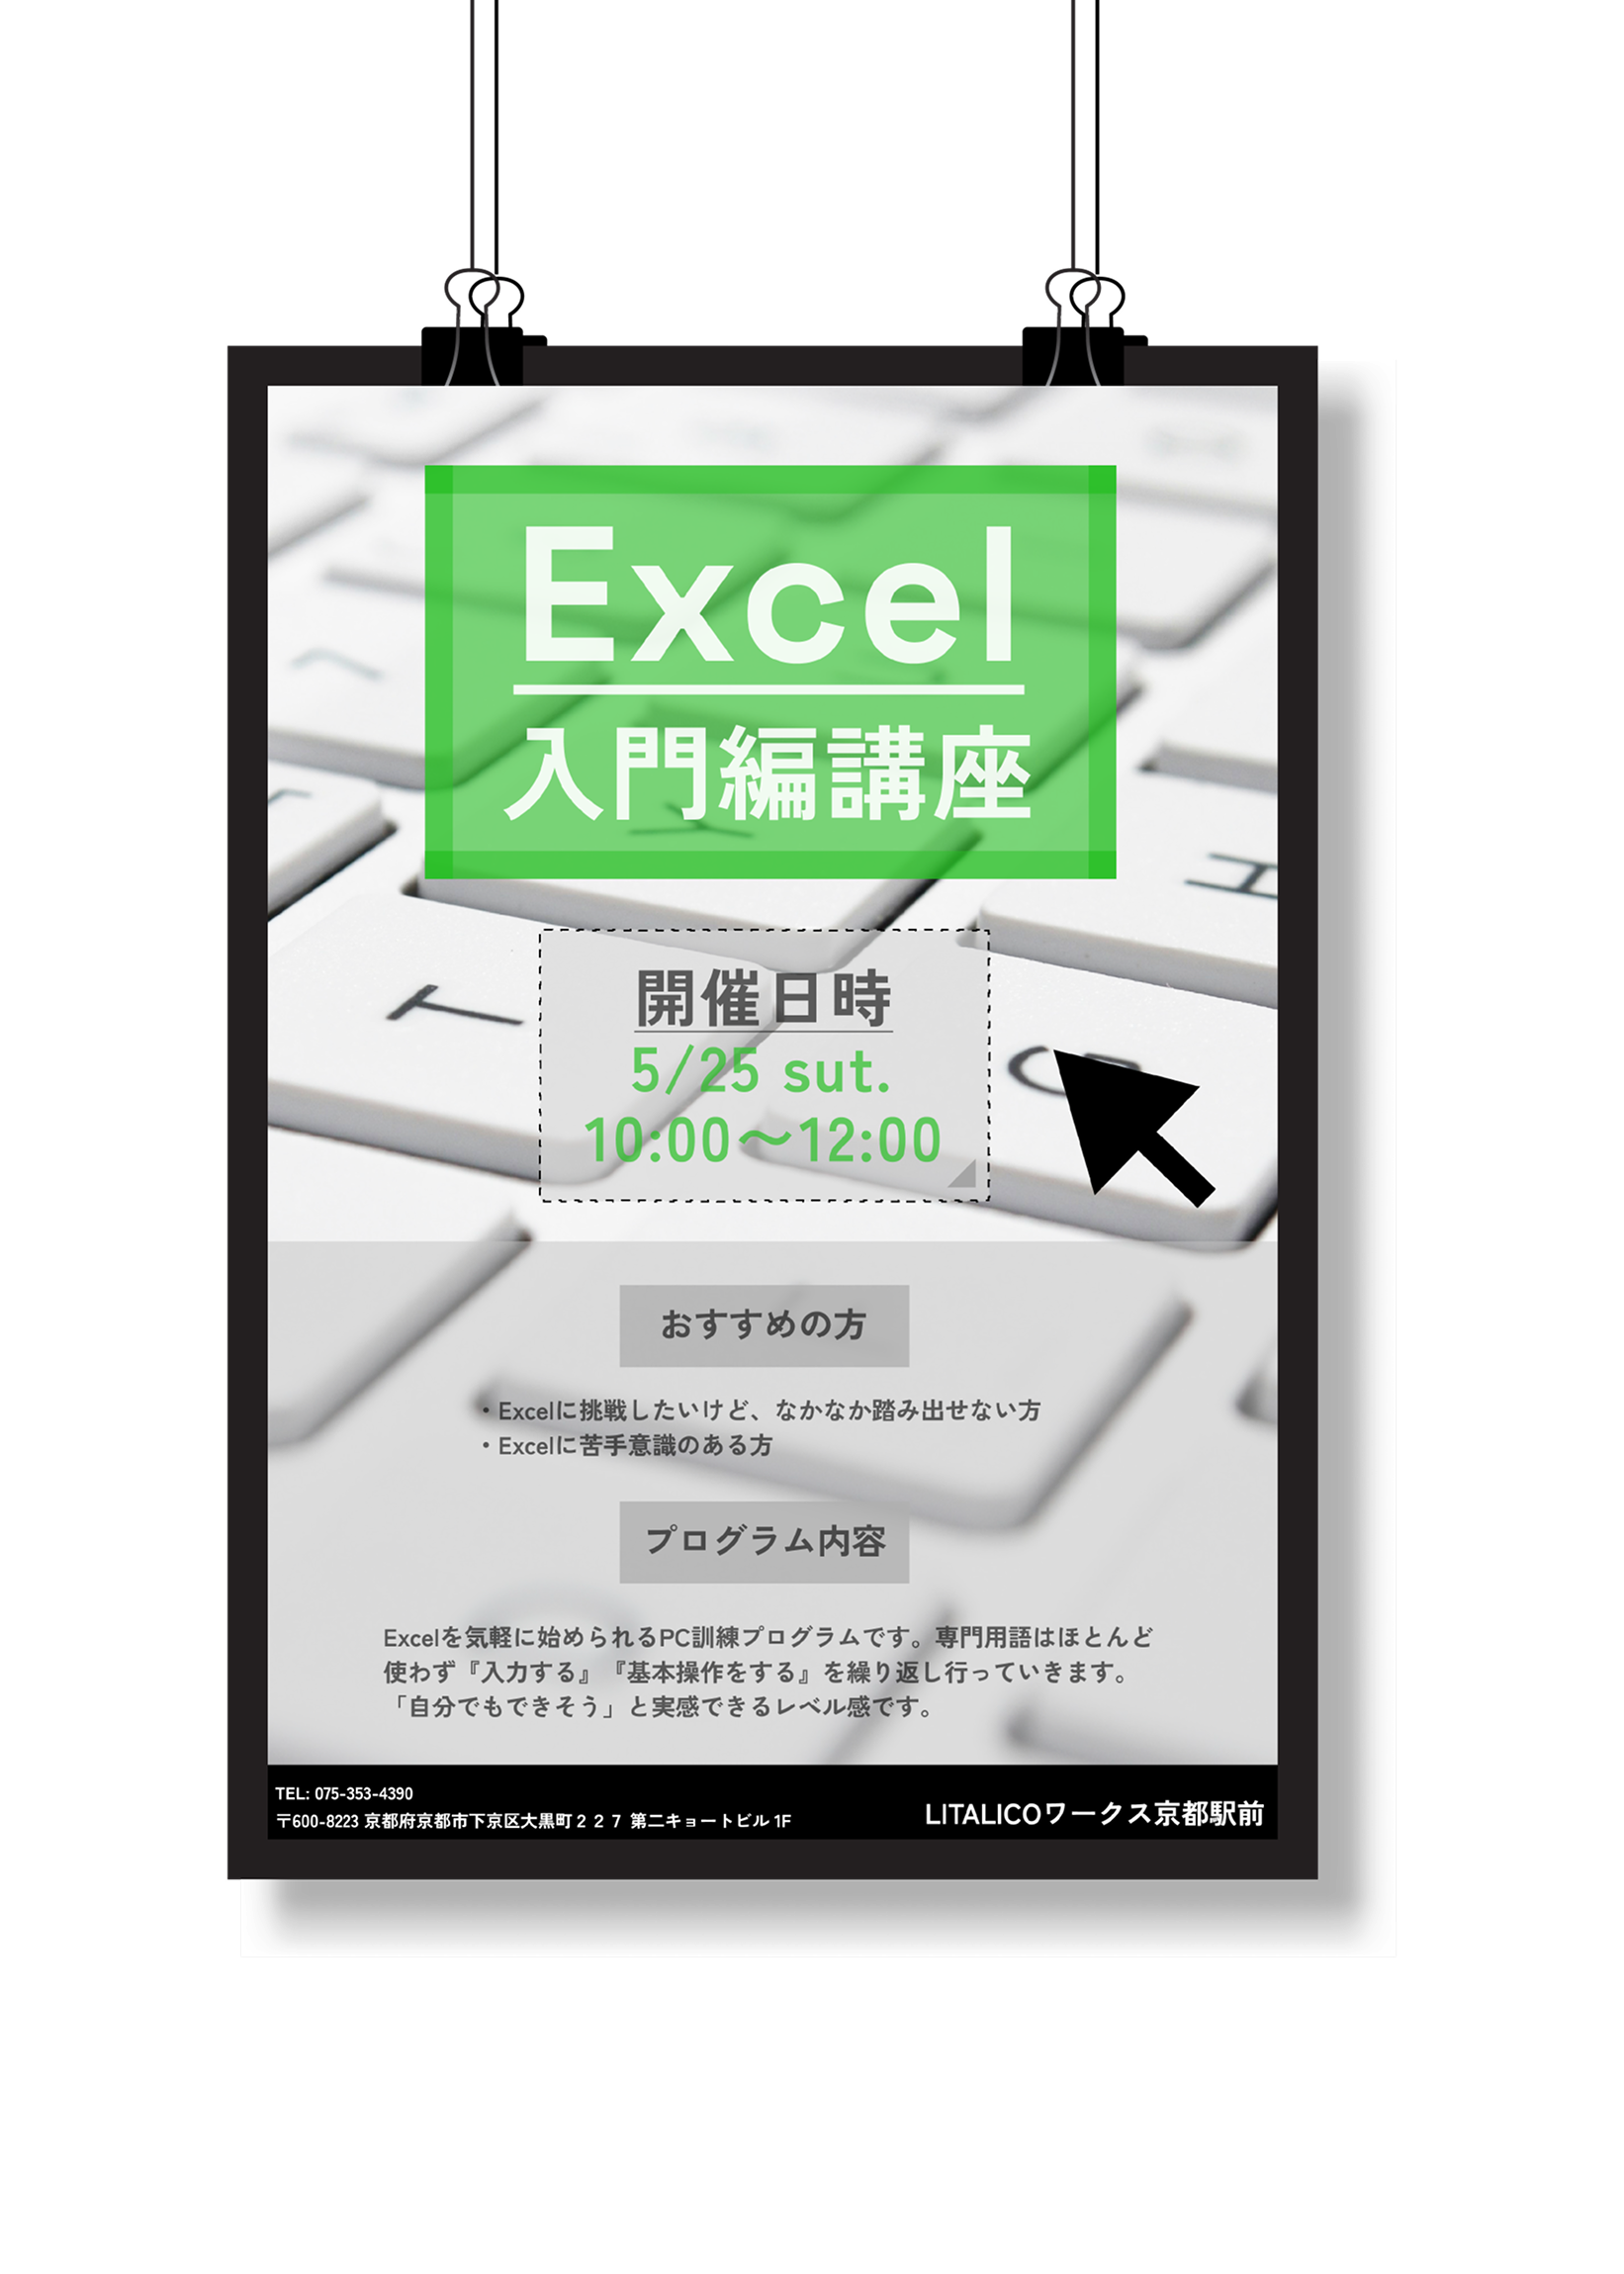 Excel
入門編講座
Y
H
T
G
開催日時
5/25 sut.
10:00〜12:00
おすすめの方
・Excelに挑戦したいけど、なかなか踏み出せない方
・Excelに苦手意識のある方
プログラム内容
Excelを気軽に始められるPC訓練プログラムです。専門用語はほとんど
使わず『入力する』『基本操作をする』を繰り返し行っていきます。
「自分でもできそう」と実感できるレベル感です。
TEL: 075-353-4390
〒600-8223 京都府京都市下京区大黒町２２７ 第二キョートビル 1F
LITALICOワークス京都駅前